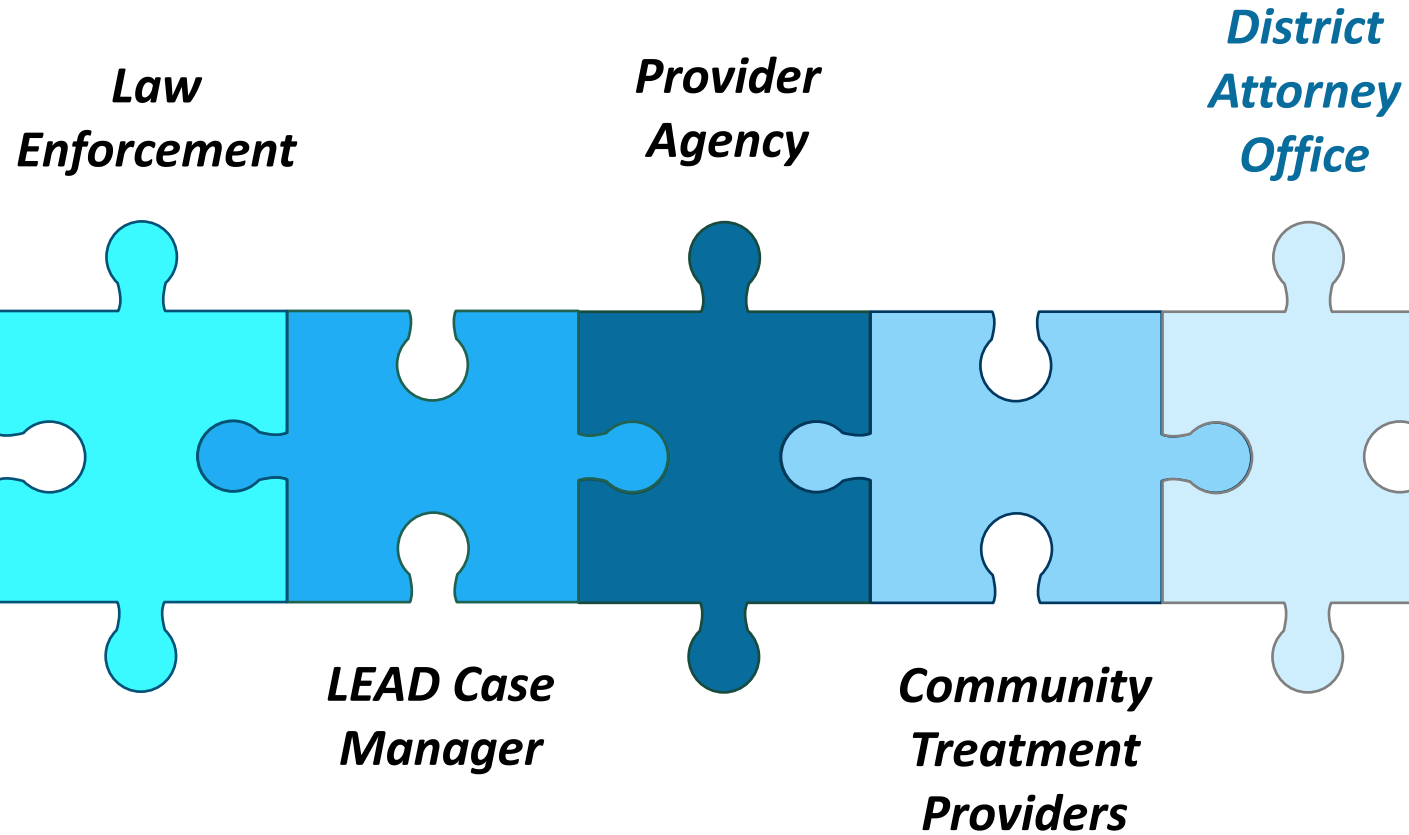 Law
Enforcement
LEAD Case
Manager
Provider
Agency
Community
Treatment
Providers
District
Attorney
Office